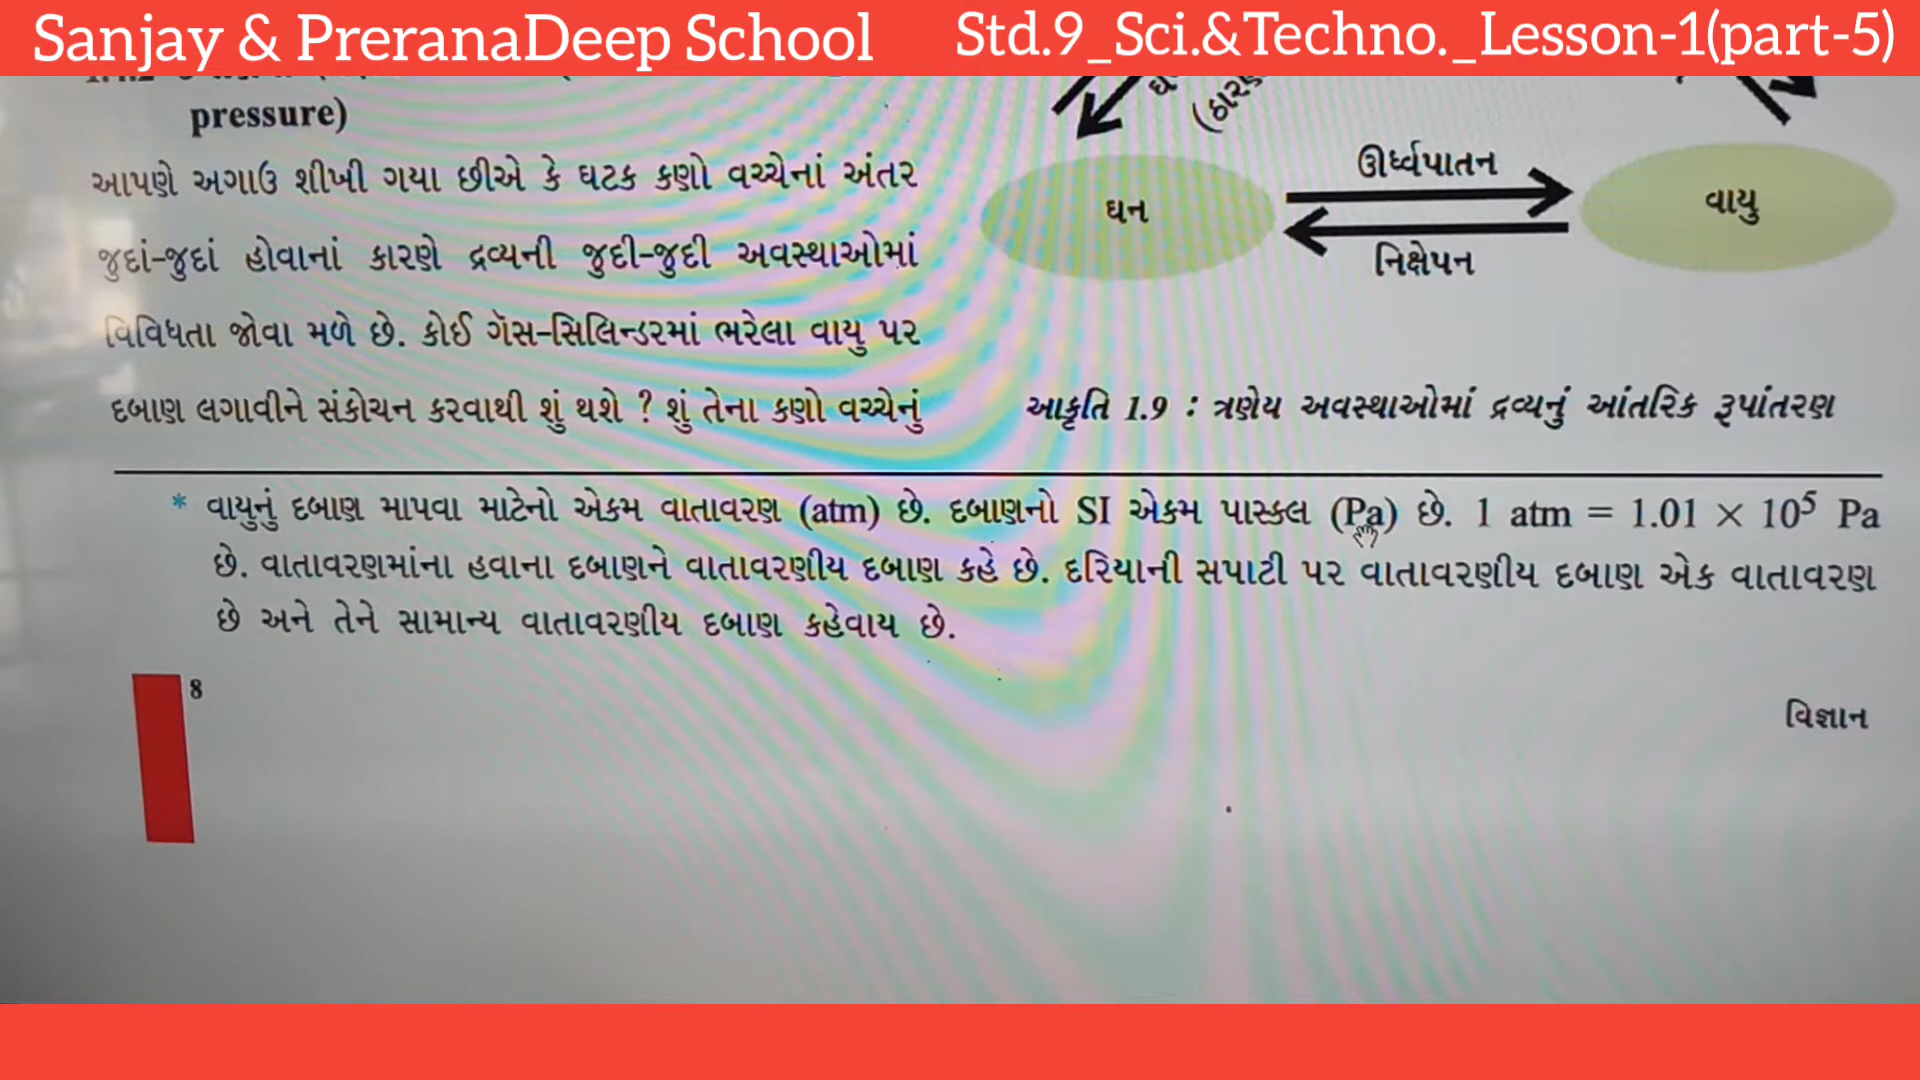 Sanjay & PreranaDeep School
Std.9_Sci.&Techno._Lesson-1(part-5)
pressure)
આપણે અગાઉ શીખી ગયા છીએ કે ઘટક કણો વચ્ચેનાં અંતર
જુદાં-જુદાં હોવાનાં કારણે દ્રવ્યની જુદી-જુદી અવસ્થાઓમાં
વિવિધતા જોવા મળે છે. કોઈ ગૅસ-સિલિન્ડરમાં ભરેલા વાયુ પર
દબાણ લગાવીને સંકોચન કરવાથી શું થશે ? શું તેના કણો વચ્ચેનું
ઘન
ઊર્ધ્વપાતન
નિક્ષેપન
વાયુ
આકૃતિ 1.9 : ત્રણેય અવસ્થાઓમાં દ્રવ્યનું આંતરિક રૂપાંતરણ
* વાયુનું દબાણ માપવા માટેનો એકમ વાતાવરણ (atm) છે. દબાણનો SI એકમ પાસ્કલ (Pa) છે. 1 atm = 1.01 × 10⁵ Pa
છે. વાતાવરણમાંના હવાના દબાણને વાતાવરણીય દબાણ કહે છે. દરિયાની સપાટી પર વાતાવરણીય દબાણ એક વાતાવરણ
છે અને તેને સામાન્ય વાતાવરણીય દબાણ કહેવાય છે.
8
વિજ્ઞાન